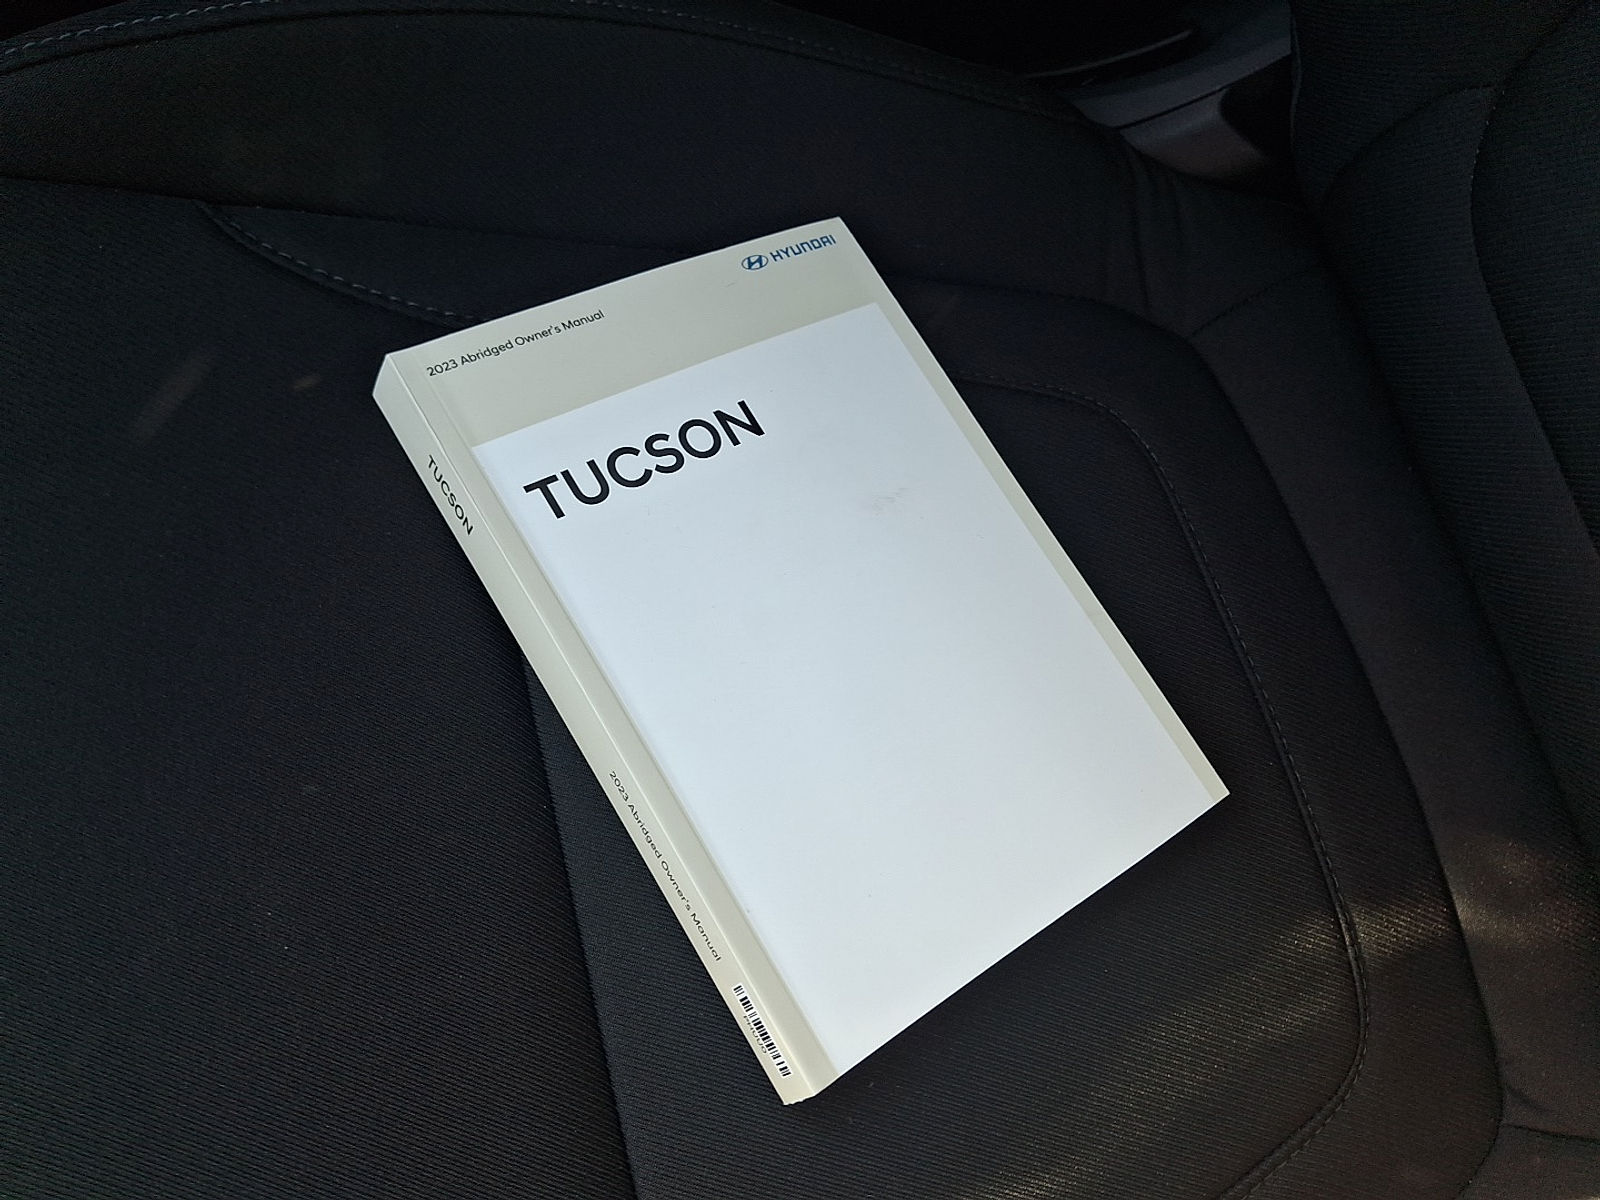 HYUNDAI
2023 Abridged Owner's Manual
TUCSON
TUCSON
2023 Abridged Owner's Manual